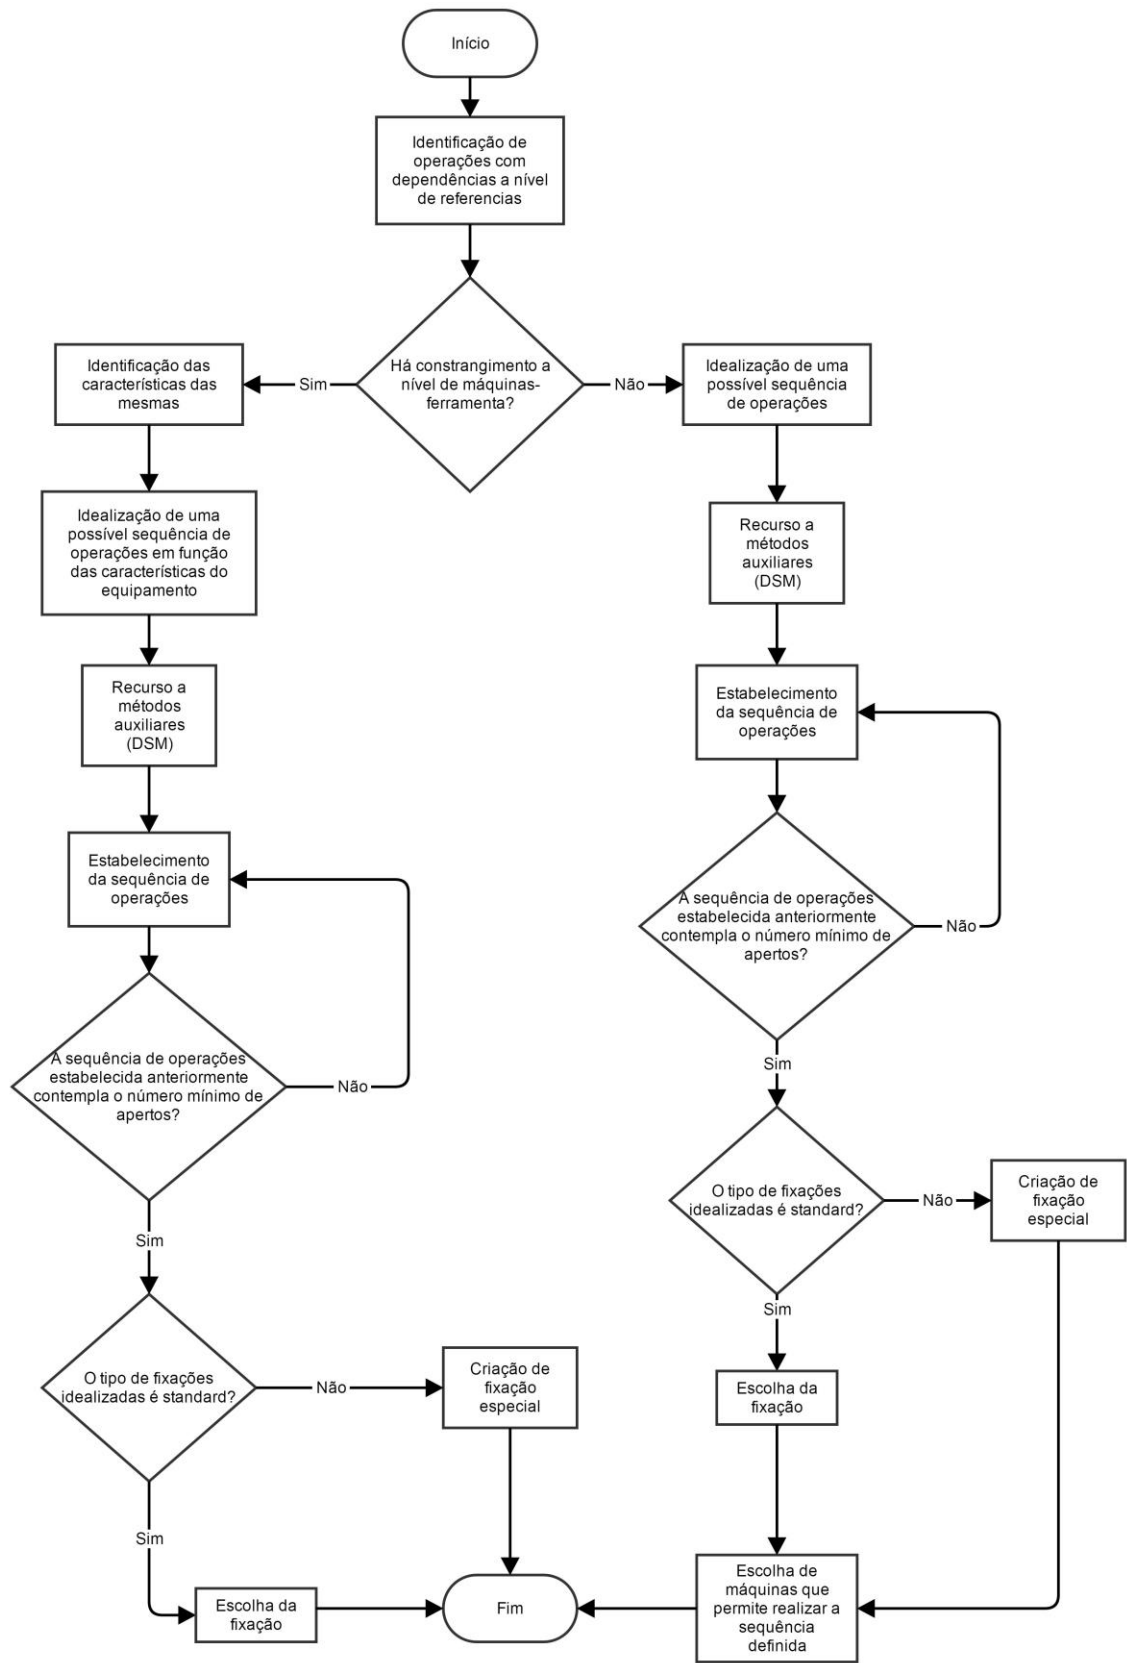 Início
Identificação de
operações com
dependências a nível
de referencias
Há constrangimento a
nível de máquinas-
ferramenta?
Sim
Não
Identificação das
características das
mesmas
Idealização de uma
possível sequência de
operações em função
das características do
equipamento
Recurso a
métodos
auxiliares
(DSM)
Estabelecimento
da sequência de
operações
A sequência de operações
estabelecida anteriormente
contempla o número mínimo de
apertos?
Não
Sim
O tipo de fixações
idealizadas é standard?
Não
Criação de
fixação
especial
Sim
Escolha da
fixação
Idealização de uma
possível sequência
de operações
Recurso a
métodos
auxiliares
(DSM)
Estabelecimento
da sequência de
operações
A sequência de operações
estabelecida anteriormente
contempla o número mínimo de
apertos?
Não
Sim
O tipo de fixações
idealizadas é standard?
Não
Criação de
fixação
especial
Sim
Escolha da
fixação
Escolha de
máquinas que
permite realizar a
sequência
definida
Fim